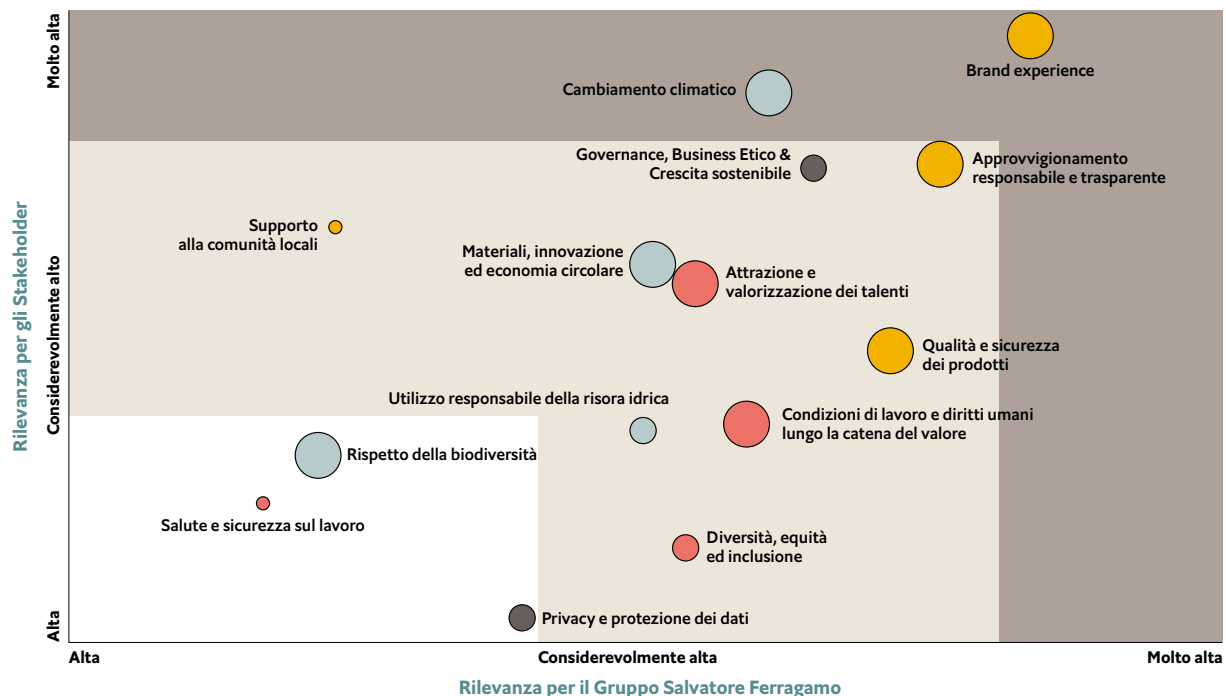 Molto alta
Considerevolmente alto
Alta
Rilevanza per gli Stakeholder
Brand experience
Cambiamento climatico
Governance, Business Etico &
Crescita sostenibile
Approvvigionamento
responsabile e trasparente
Supporto
alla comunità locali
Materiali, innovazione
ed economia circolare
Attrazione e
valorizzazione dei talenti
Qualità e sicurezza
dei prodotti
Utilizzo responsabile della risora idrica
Condizioni di lavoro e diritti umani
lungo la catena del valore
Rispetto della biodiversità
Salute e sicurezza sul lavoro
Diversità, equità
ed inclusione
Privacy e protezione dei dati
Alta
Considerevolmente alta
Molto alta
Rilevanza per il Gruppo Salvatore Ferragamo